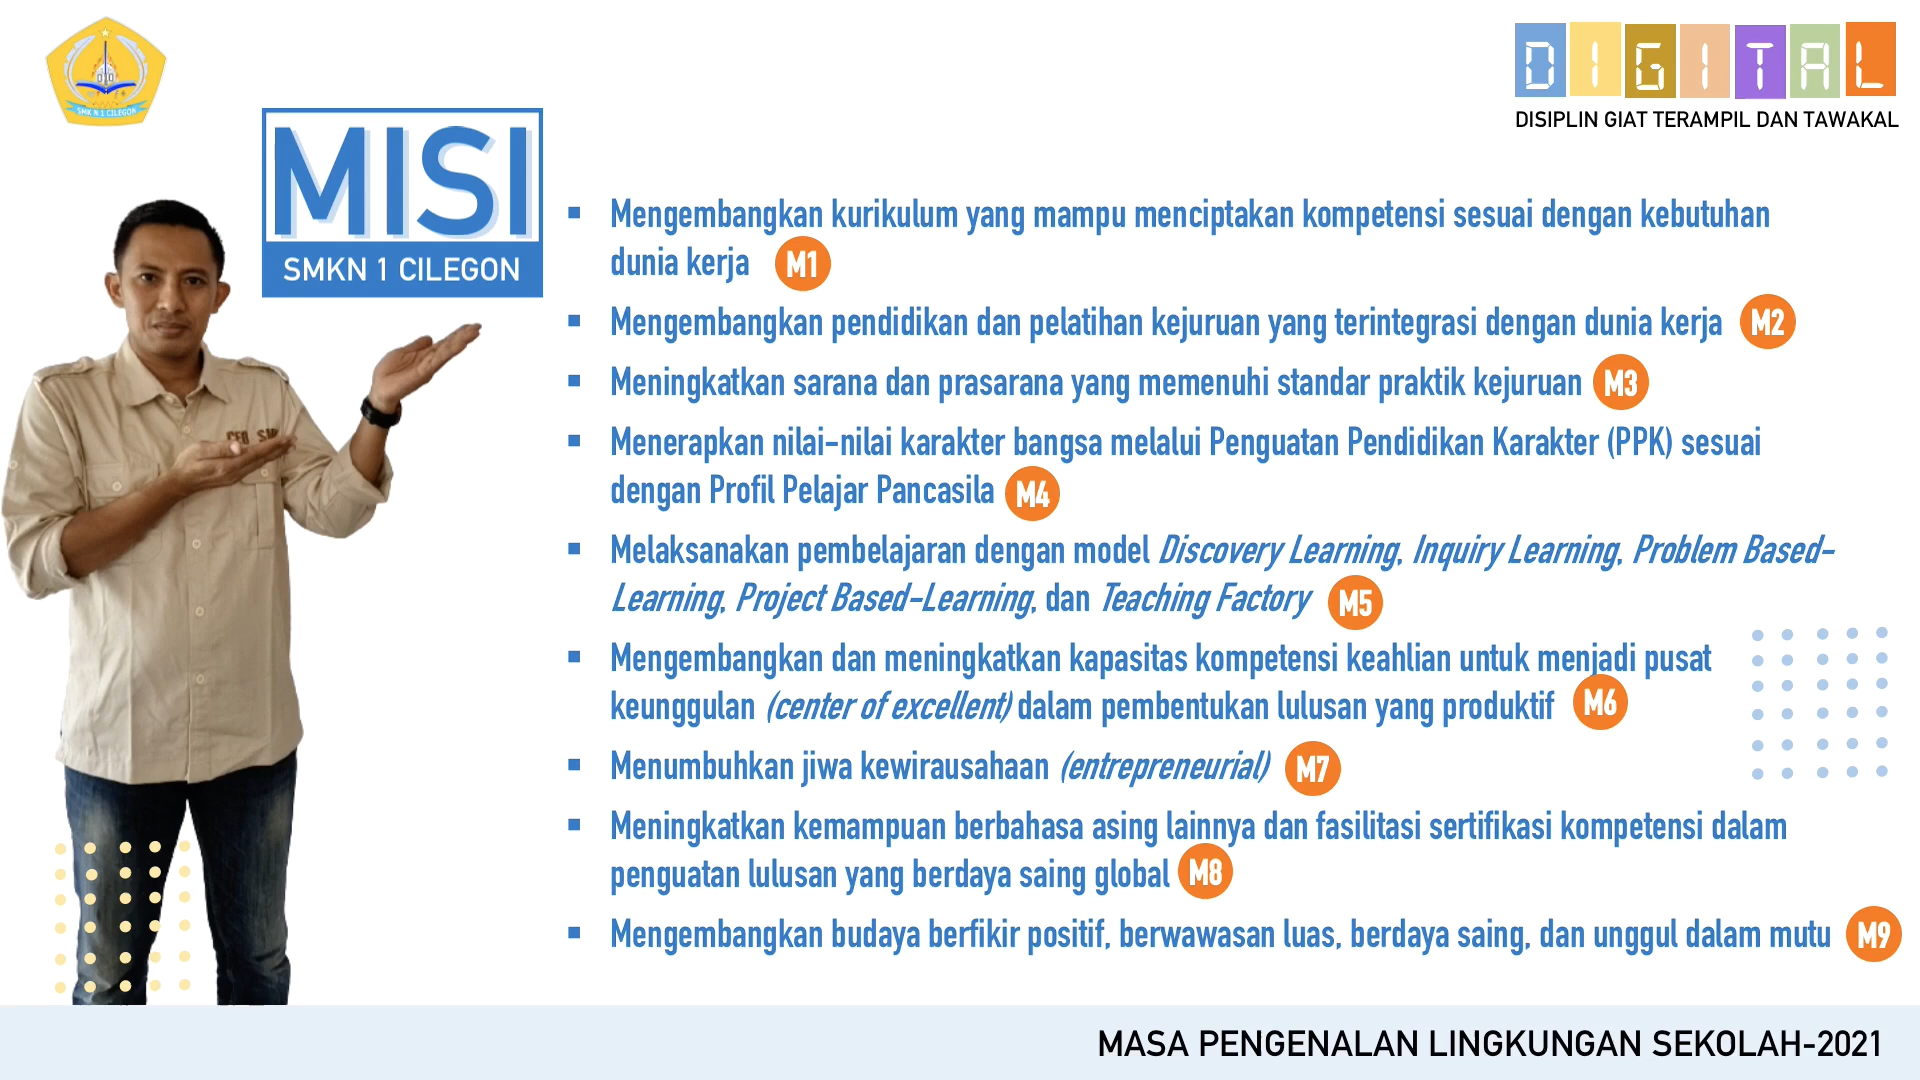 SMK N 1 CILEGON
DIGITAL
DISIPLIN GIAT TERAMPIL DAN TAWAKAL
MISI
SMKN 1 CILEGON
▪ Mengembangkan kurikulum yang mampu menciptakan kompetensi sesuai dengan kebutuhan
dunia kerja M1
▪ Mengembangkan pendidikan dan pelatihan kejuruan yang terintegrasi dengan dunia kerja M2
▪ Meningkatkan sarana dan prasarana yang memenuhi standar praktik kejuruan M3
▪ Menerapkan nilai-nilai karakter bangsa melalui Penguatan Pendidikan Karakter (PPK) sesuai
dengan Profil Pelajar Pancasila M4
▪ Melaksanakan pembelajaran dengan model Discovery Learning, Inquiry Learning, Problem Based-
Learning, Project Based-Learning, dan Teaching Factory M5
▪ Mengembangkan dan meningkatkan kapasitas kompetensi keahlian untuk menjadi pusat
keunggulan (center of excellent) dalam pembentukan lulusan yang produktif M6
▪ Menumbuhkan jiwa kewirausahaan (entrepreneurial) M7
▪ Meningkatkan kemampuan berbahasa asing lainnya dan fasilitasi sertifikasi kompetensi dalam
penguatan lulusan yang berdaya saing global M8
▪ Mengembangkan budaya berfikir positif, berwawasan luas, berdaya saing, dan unggul dalam mutu M9
MASA PENGENALAN LINGKUNGAN SEKOLAH-2021